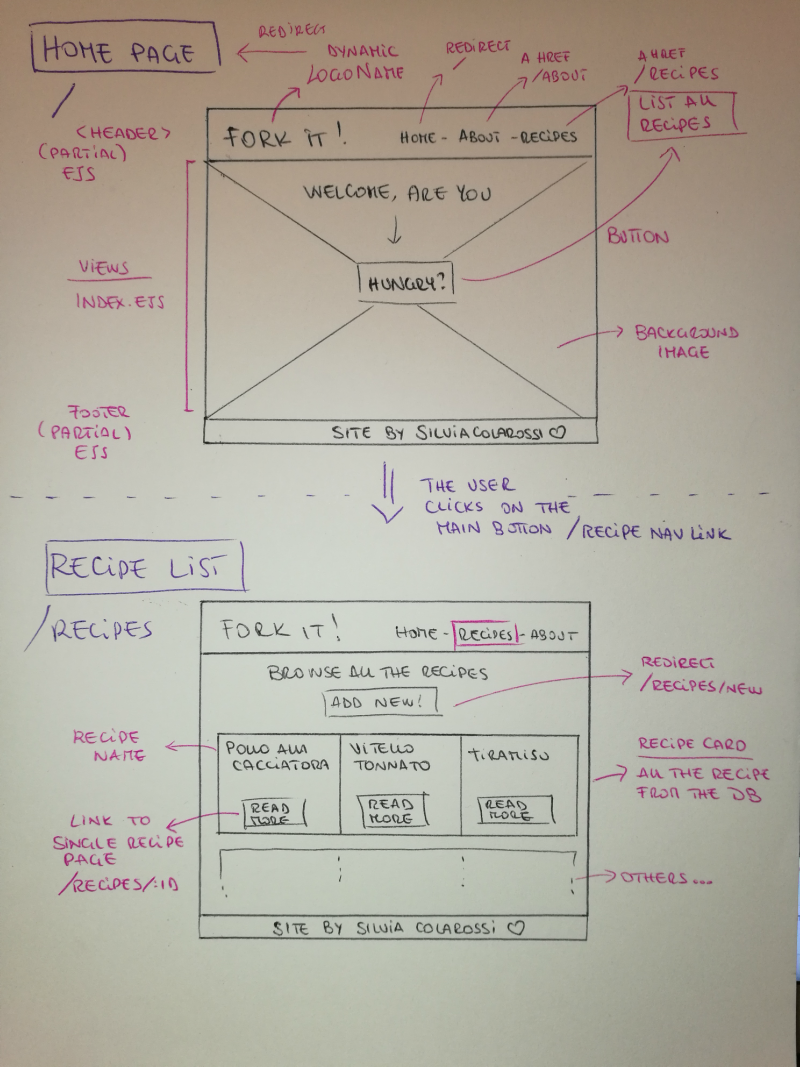 HOME PAGE
/
REDIRECT
DYNAMIC
LOGO NAME
REDIRECT
/
A HREF
/ABOUT
A HREF
/RECIPES
LIST ALL
RECIPES
<HEADER>
(PARTIAL)
EJS
FORK IT!
HOME - ABOUT - RECIPES
WELCOME, ARE YOU
HUNGRY?
BUTTON
VIEWS
INDEX.EJS
BACKGROUND
IMAGE
FOOTER
(PARTIAL)
EJS
SITE BY SILVIA COLAROSSI ♡
THE USER
CLICKS ON THE
MAIN BUTTON / RECIPE NAV LINK
RECIPE LIST
/RECIPES
FORK IT!
HOME - RECIPES - ABOUT
BROWSE ALL THE RECIPES
ADD NEW!
REDIRECT
/RECIPES/NEW
RECIPE
NAME
POLLO ALLA
CACCIATORA
READ
MORE
VITELLO
TONNATO
READ
MORE
TIRAMISU
READ
MORE
RECIPE CARD
ALL THE RECIPE
FROM THE DB
LINK TO
SINGLE RECIPE
PAGE
/RECIPES/:ID
OTHERS...
SITE BY SILVIA COLAROSSI ♡